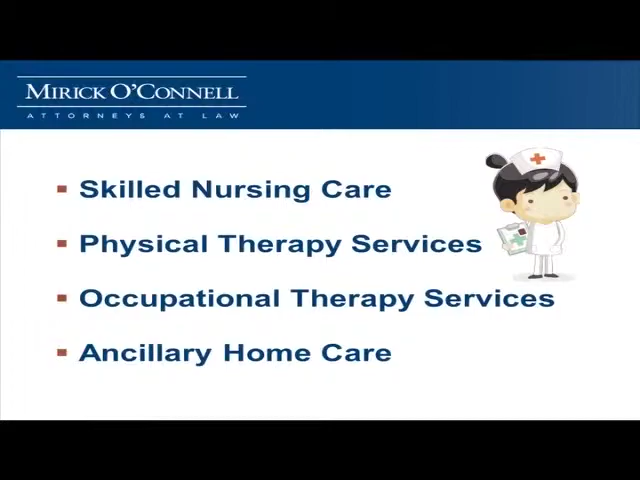 MIRICK O'CONNELL
ATTORNEYS AT LAW
Skilled Nursing Care
Physical Therapy Services
Occupational Therapy Services
Ancillary Home Care